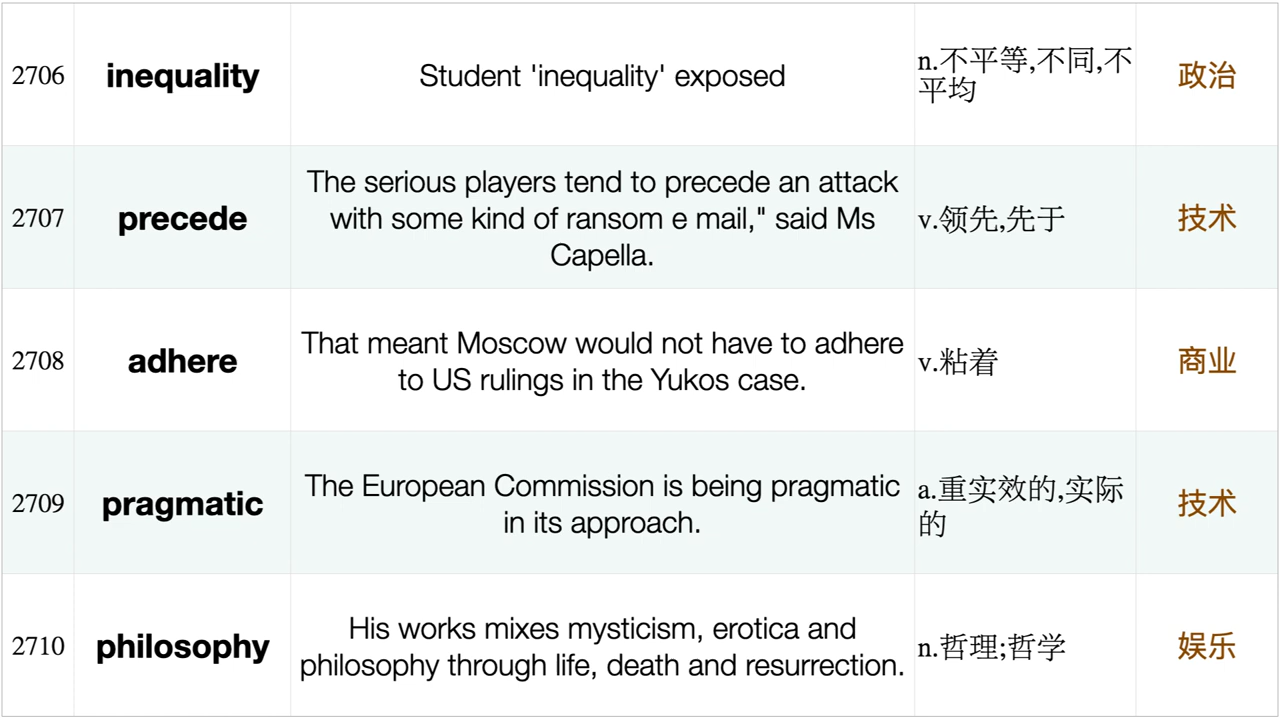 2706 inequality Student 'inequality' exposed n.不平等,不同,不
平均 政治
2707 precede The serious players tend to precede an attack
with some kind of ransom e mail," said Ms
Capella. v.领先,先于 技术
2708 adhere That meant Moscow would not have to adhere
to US rulings in the Yukos case. v.粘着 商业
2709 pragmatic The European Commission is being pragmatic
in its approach. a.重实效的,实际
的 技术
2710 philosophy His works mixes mysticism, erotica and
philosophy through life, death and resurrection. n.哲理;哲学 娱乐